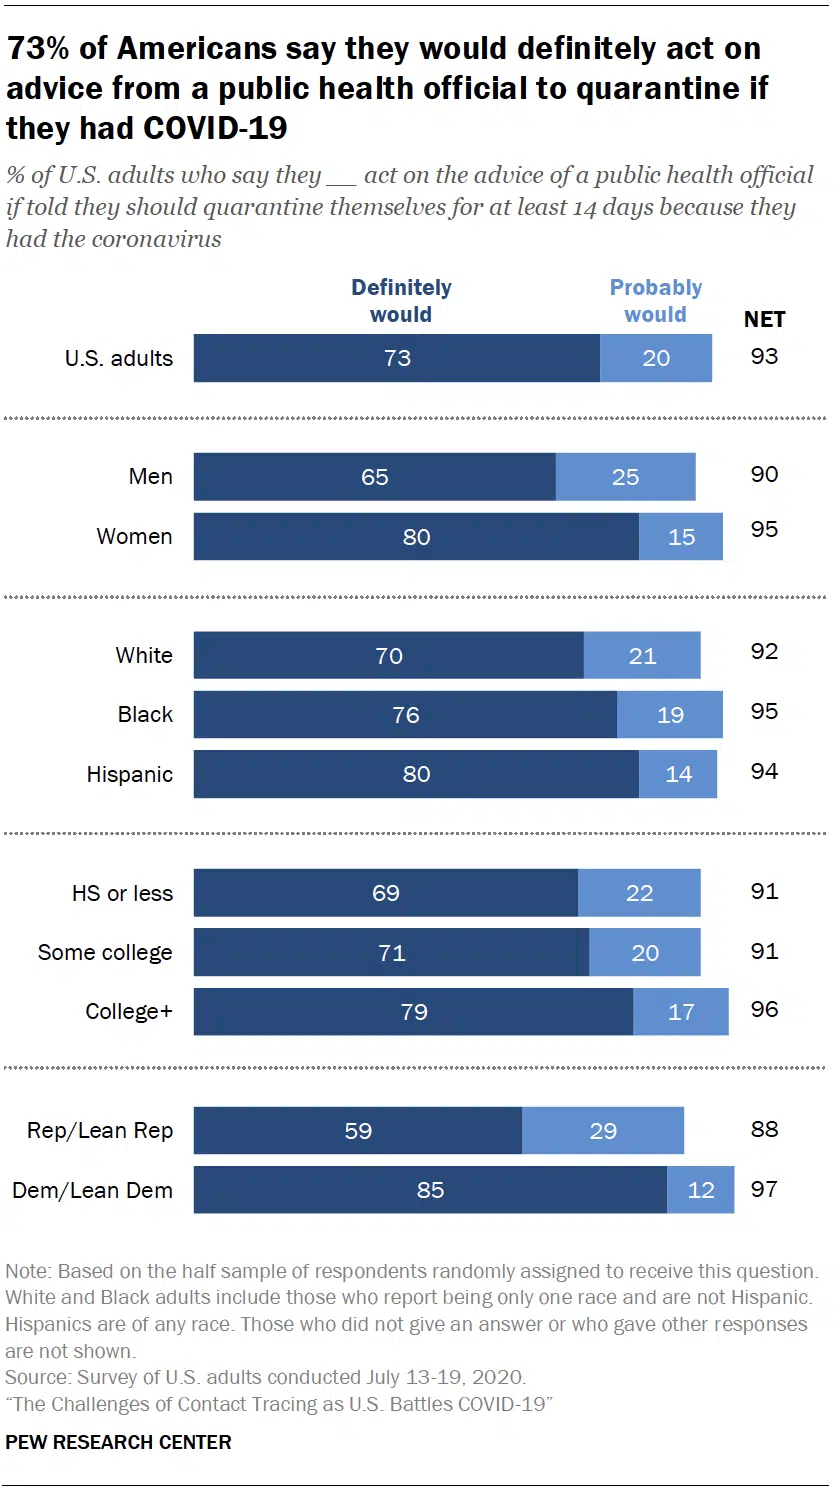 73% of Americans say they would definitely act on
advice from a public health official to quarantine if
they had COVID-19
% of U.S. adults who say they __ act on the advice of a public health official
if told they should quarantine themselves for at least 14 days because they
had the coronavirus
Definitely would
Probably would
NET
U.S. adults 73 20 93
Men 65 25 90
Women 80 15 95
White 70 21 92
Black 76 19 95
Hispanic 80 14 94
HS or less 69 22 91
Some college 71 20 91
College+ 79 17 96
Rep/Lean Rep 59 29 88
Dem/Lean Dem 85 12 97
Note: Based on the half sample of respondents randomly assigned to receive this question.
White and Black adults include those who report being only one race and are not Hispanic.
Hispanics are of any race. Those who did not give an answer or who gave other responses
are not shown.
Source: Survey of U.S. adults conducted July 13-19, 2020.
“The Challenges of Contact Tracing as U.S. Battles COVID-19”
PEW RESEARCH CENTER